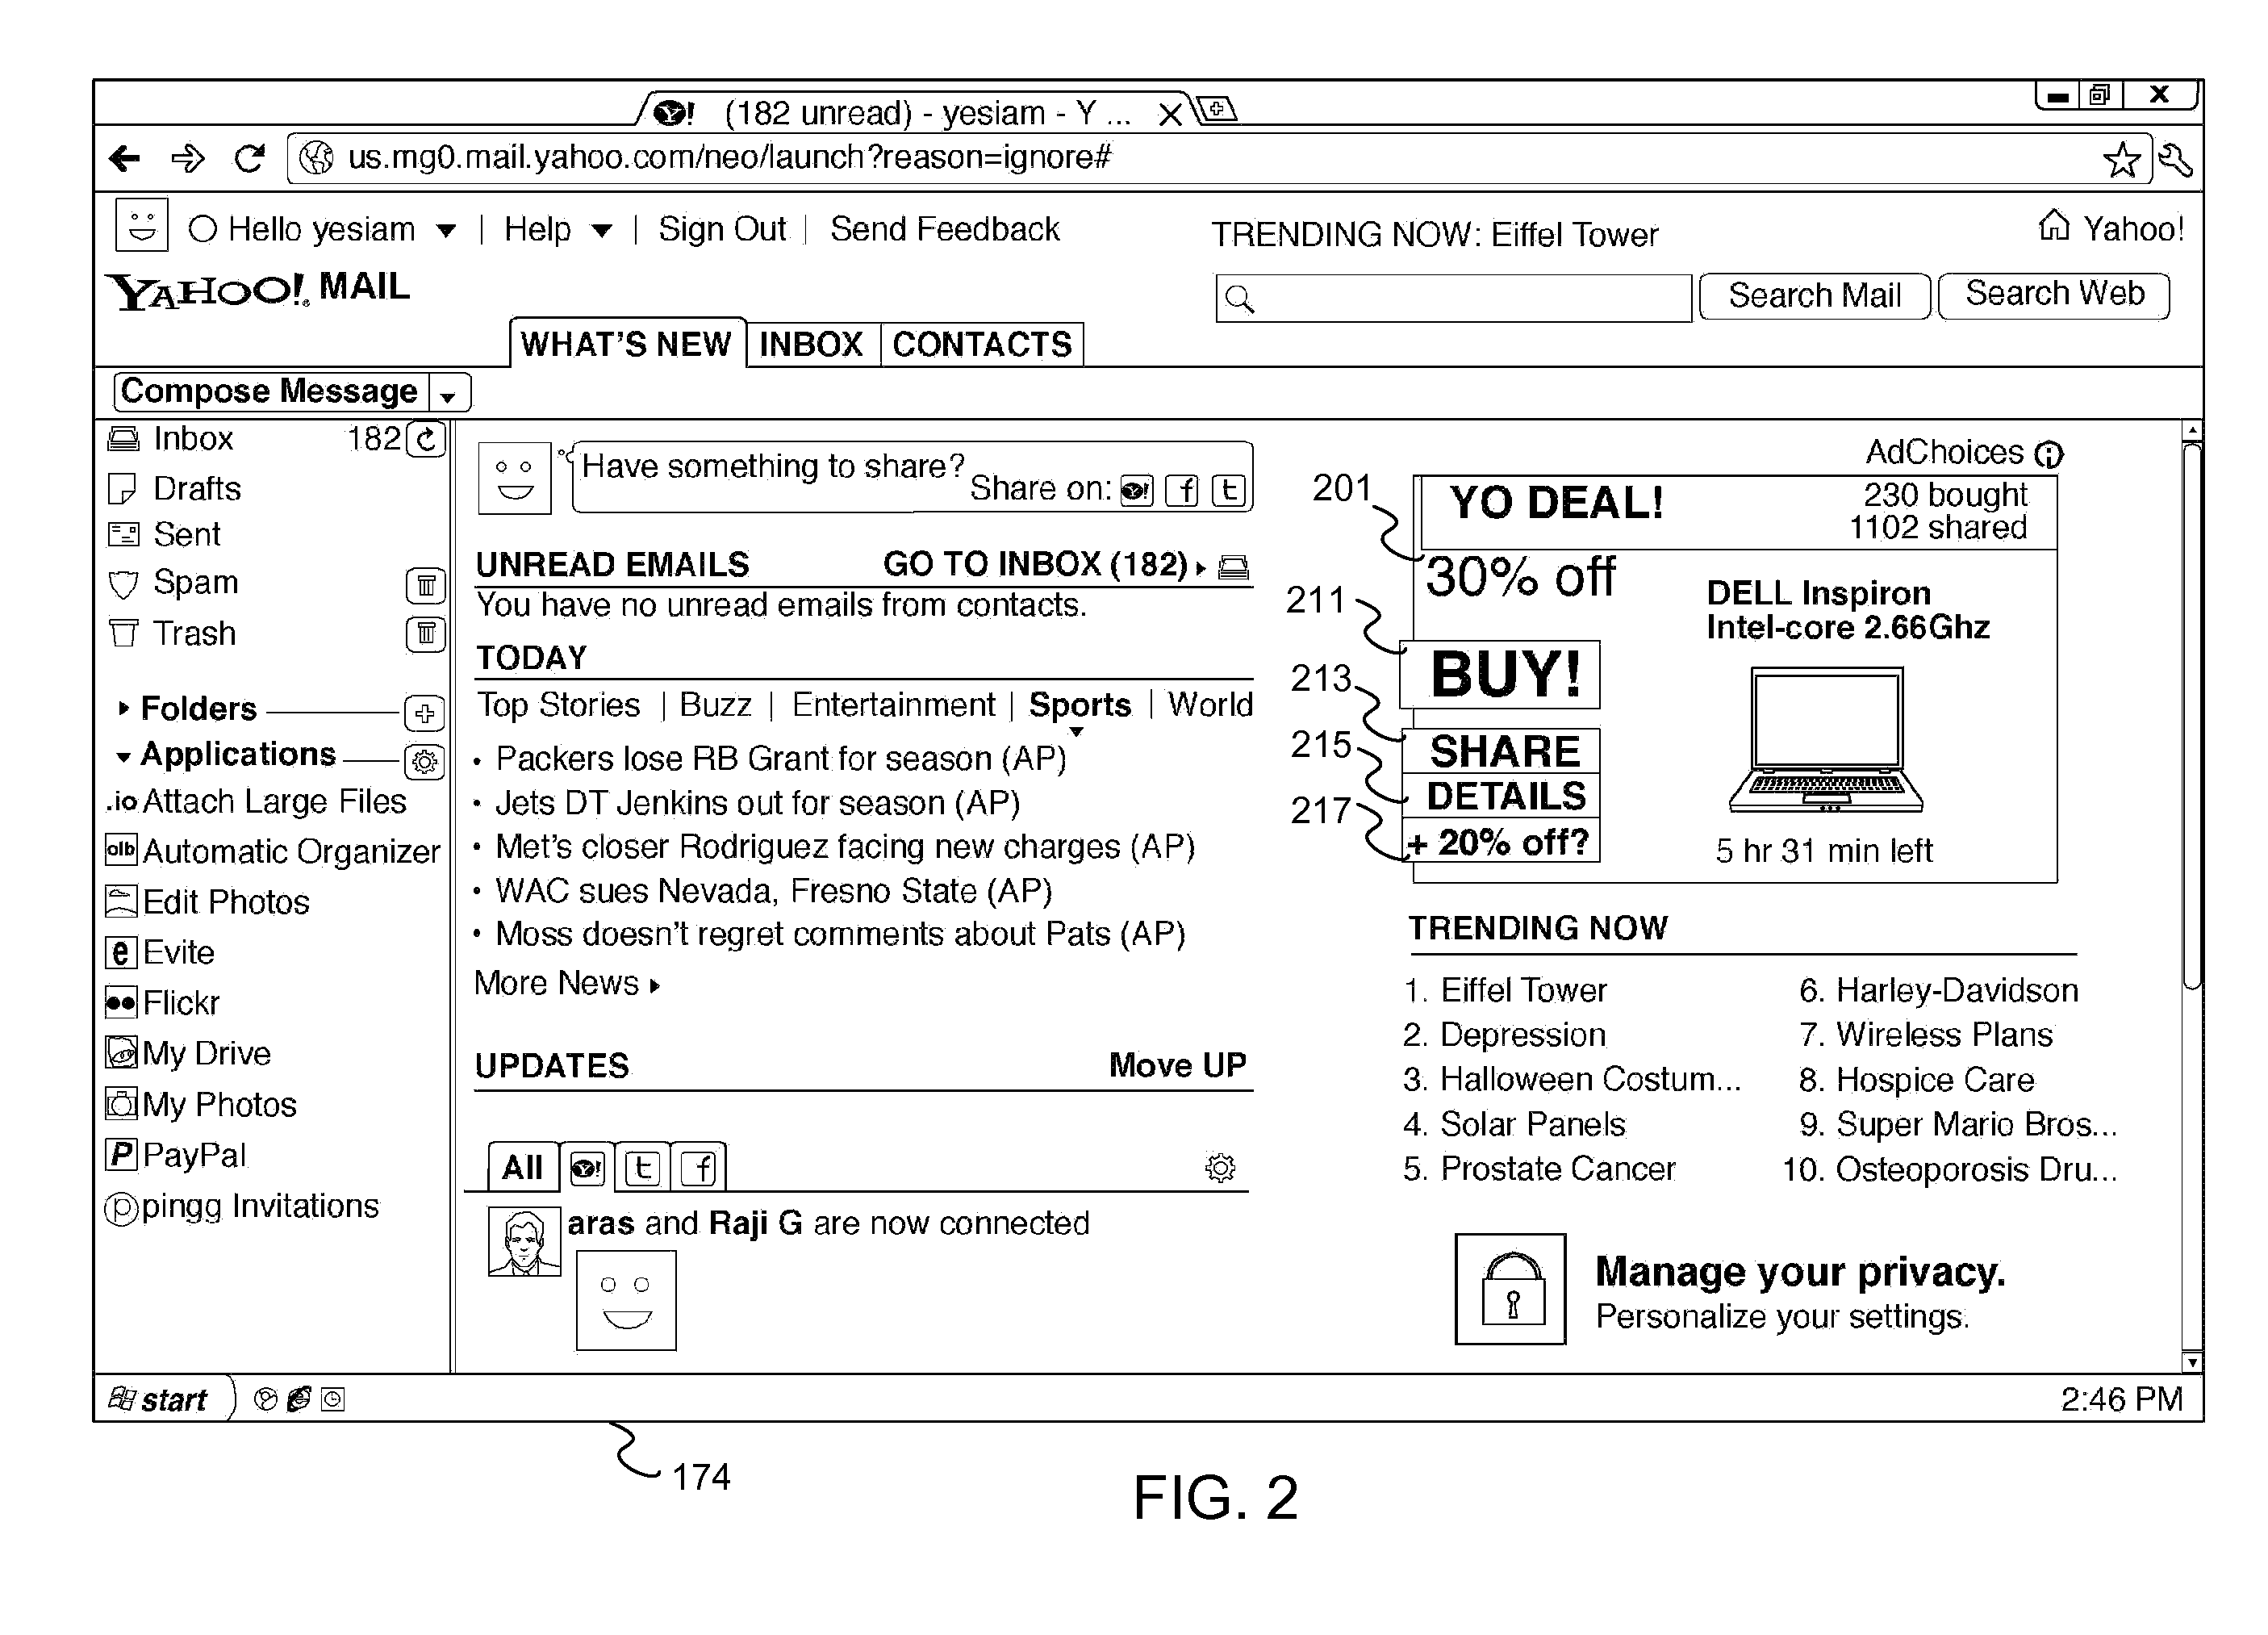 (182 unread) - yesiam - Y ...
us.mg0.mail.yahoo.com/neo/launch?reason=ignore#
Hello yesiam | Help | Sign Out | Send Feedback
TRENDING NOW: Eiffel Tower
Yahoo!
YAHOO! MAIL
Search Mail
Search Web
WHAT'S NEW
INBOX
CONTACTS
Compose Message
Inbox 182
Drafts
Sent
Spam
Trash
Folders
Applications
.io Attach Large Files
olb Automatic Organizer
Edit Photos
e Evite
Flickr
My Drive
My Photos
P PayPal
p pingg Invitations
Have something to share?
Share on: Y! f t
UNREAD EMAILS
GO TO INBOX (182)
You have no unread emails from contacts.
TODAY
Top Stories | Buzz | Entertainment | Sports | World
• Packers lose RB Grant for season (AP)
• Jets DT Jenkins out for season (AP)
• Met's closer Rodriguez facing new charges (AP)
• WAC sues Nevada, Fresno State (AP)
• Moss doesn't regret comments about Pats (AP)
More News
UPDATES
Move UP
All Y! t f
aras and Raji G are now connected
AdChoices
201
YO DEAL!
230 bought
1102 shared
30% off
211
DELL Inspiron
Intel-core 2.66Ghz
BUY!
213
SHARE
215
DETAILS
217
+ 20% off?
5 hr 31 min left
TRENDING NOW
1. Eiffel Tower
2. Depression
3. Halloween Costum...
4. Solar Panels
5. Prostate Cancer
6. Harley-Davidson
7. Wireless Plans
8. Hospice Care
9. Super Mario Bros...
10. Osteoporosis Dru...
Manage your privacy.
Personalize your settings.
start
2:46 PM
174
FIG. 2